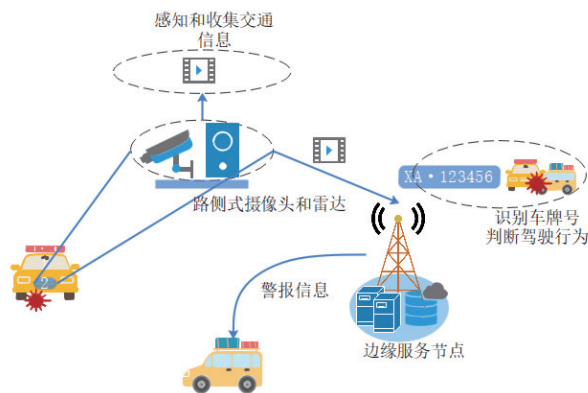 感知和收集交通
信息
XA·123456
路侧式摄像头和雷达
识别车牌号
判断驾驶行为
2
警报信息
边缘服务节点